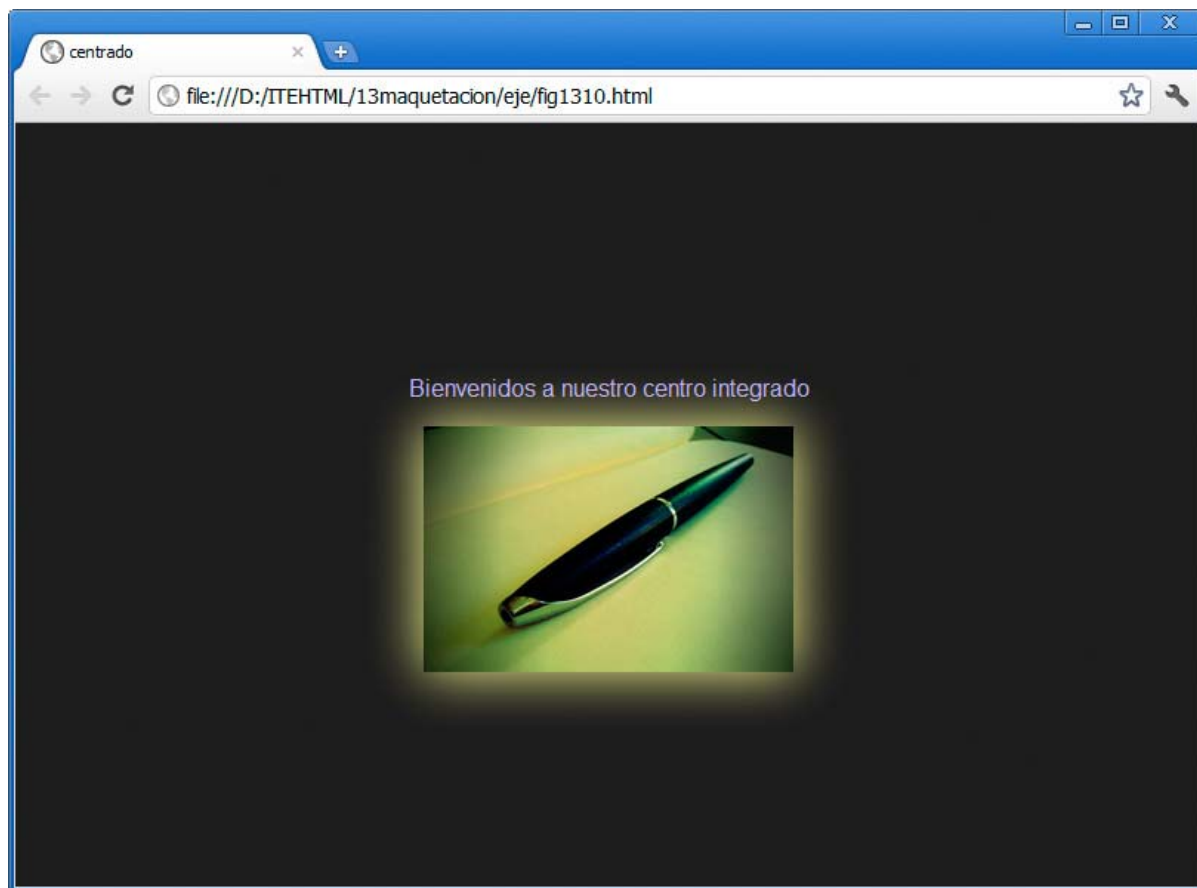 centrado
file:///D:/ITEHTML/13maquetacion/eje/fig1310.html
Bienvenidos a nuestro centro integrado